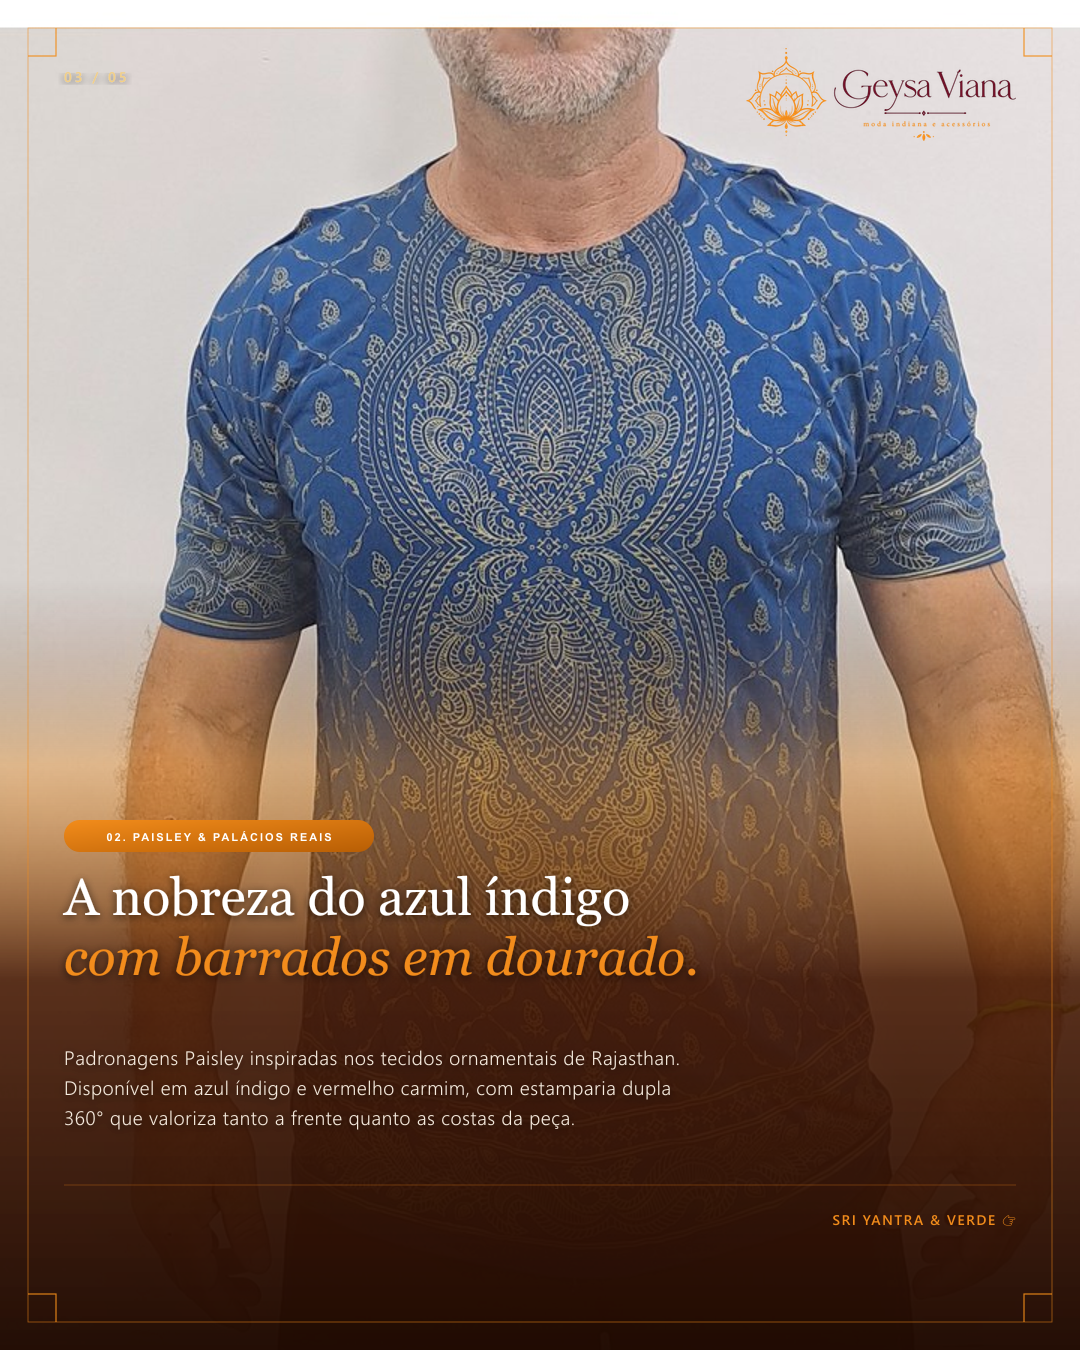 03 / 05
Geysa Viana
moda indiana e acessórios
02. PAISLEY & PALÁCIOS REAIS
A nobreza do azul índigo
com barrados em dourado.
Padronagens Paisley inspiradas nos tecidos ornamentais de Rajasthan.
Disponível em azul índigo e vermelho carmim, com estamparia dupla
360° que valoriza tanto a frente quanto as costas da peça.
SRI YANTRA & VERDE 👉